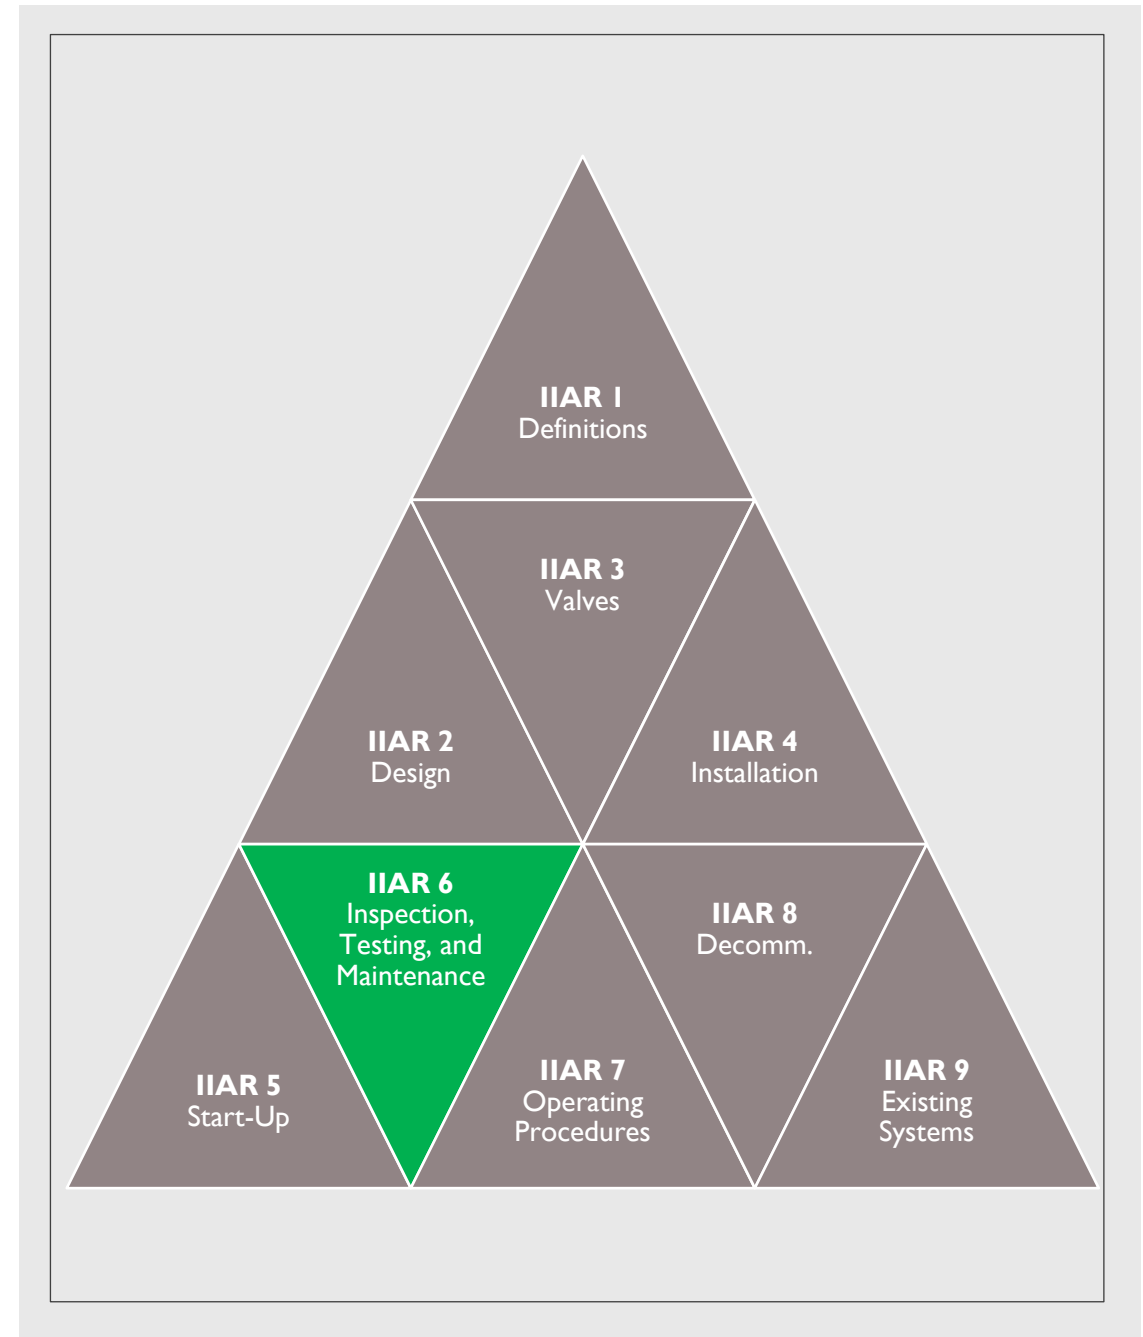 IIAR 1
Definitions
IIAR 3
Valves
IIAR 2
Design
IIAR 4
Installation
IIAR 6
Inspection,
Testing, and
Maintenance
IIAR 8
Decomm.
IIAR 5
Start-Up
IIAR 7
Operating
Procedures
IIAR 9
Existing
Systems